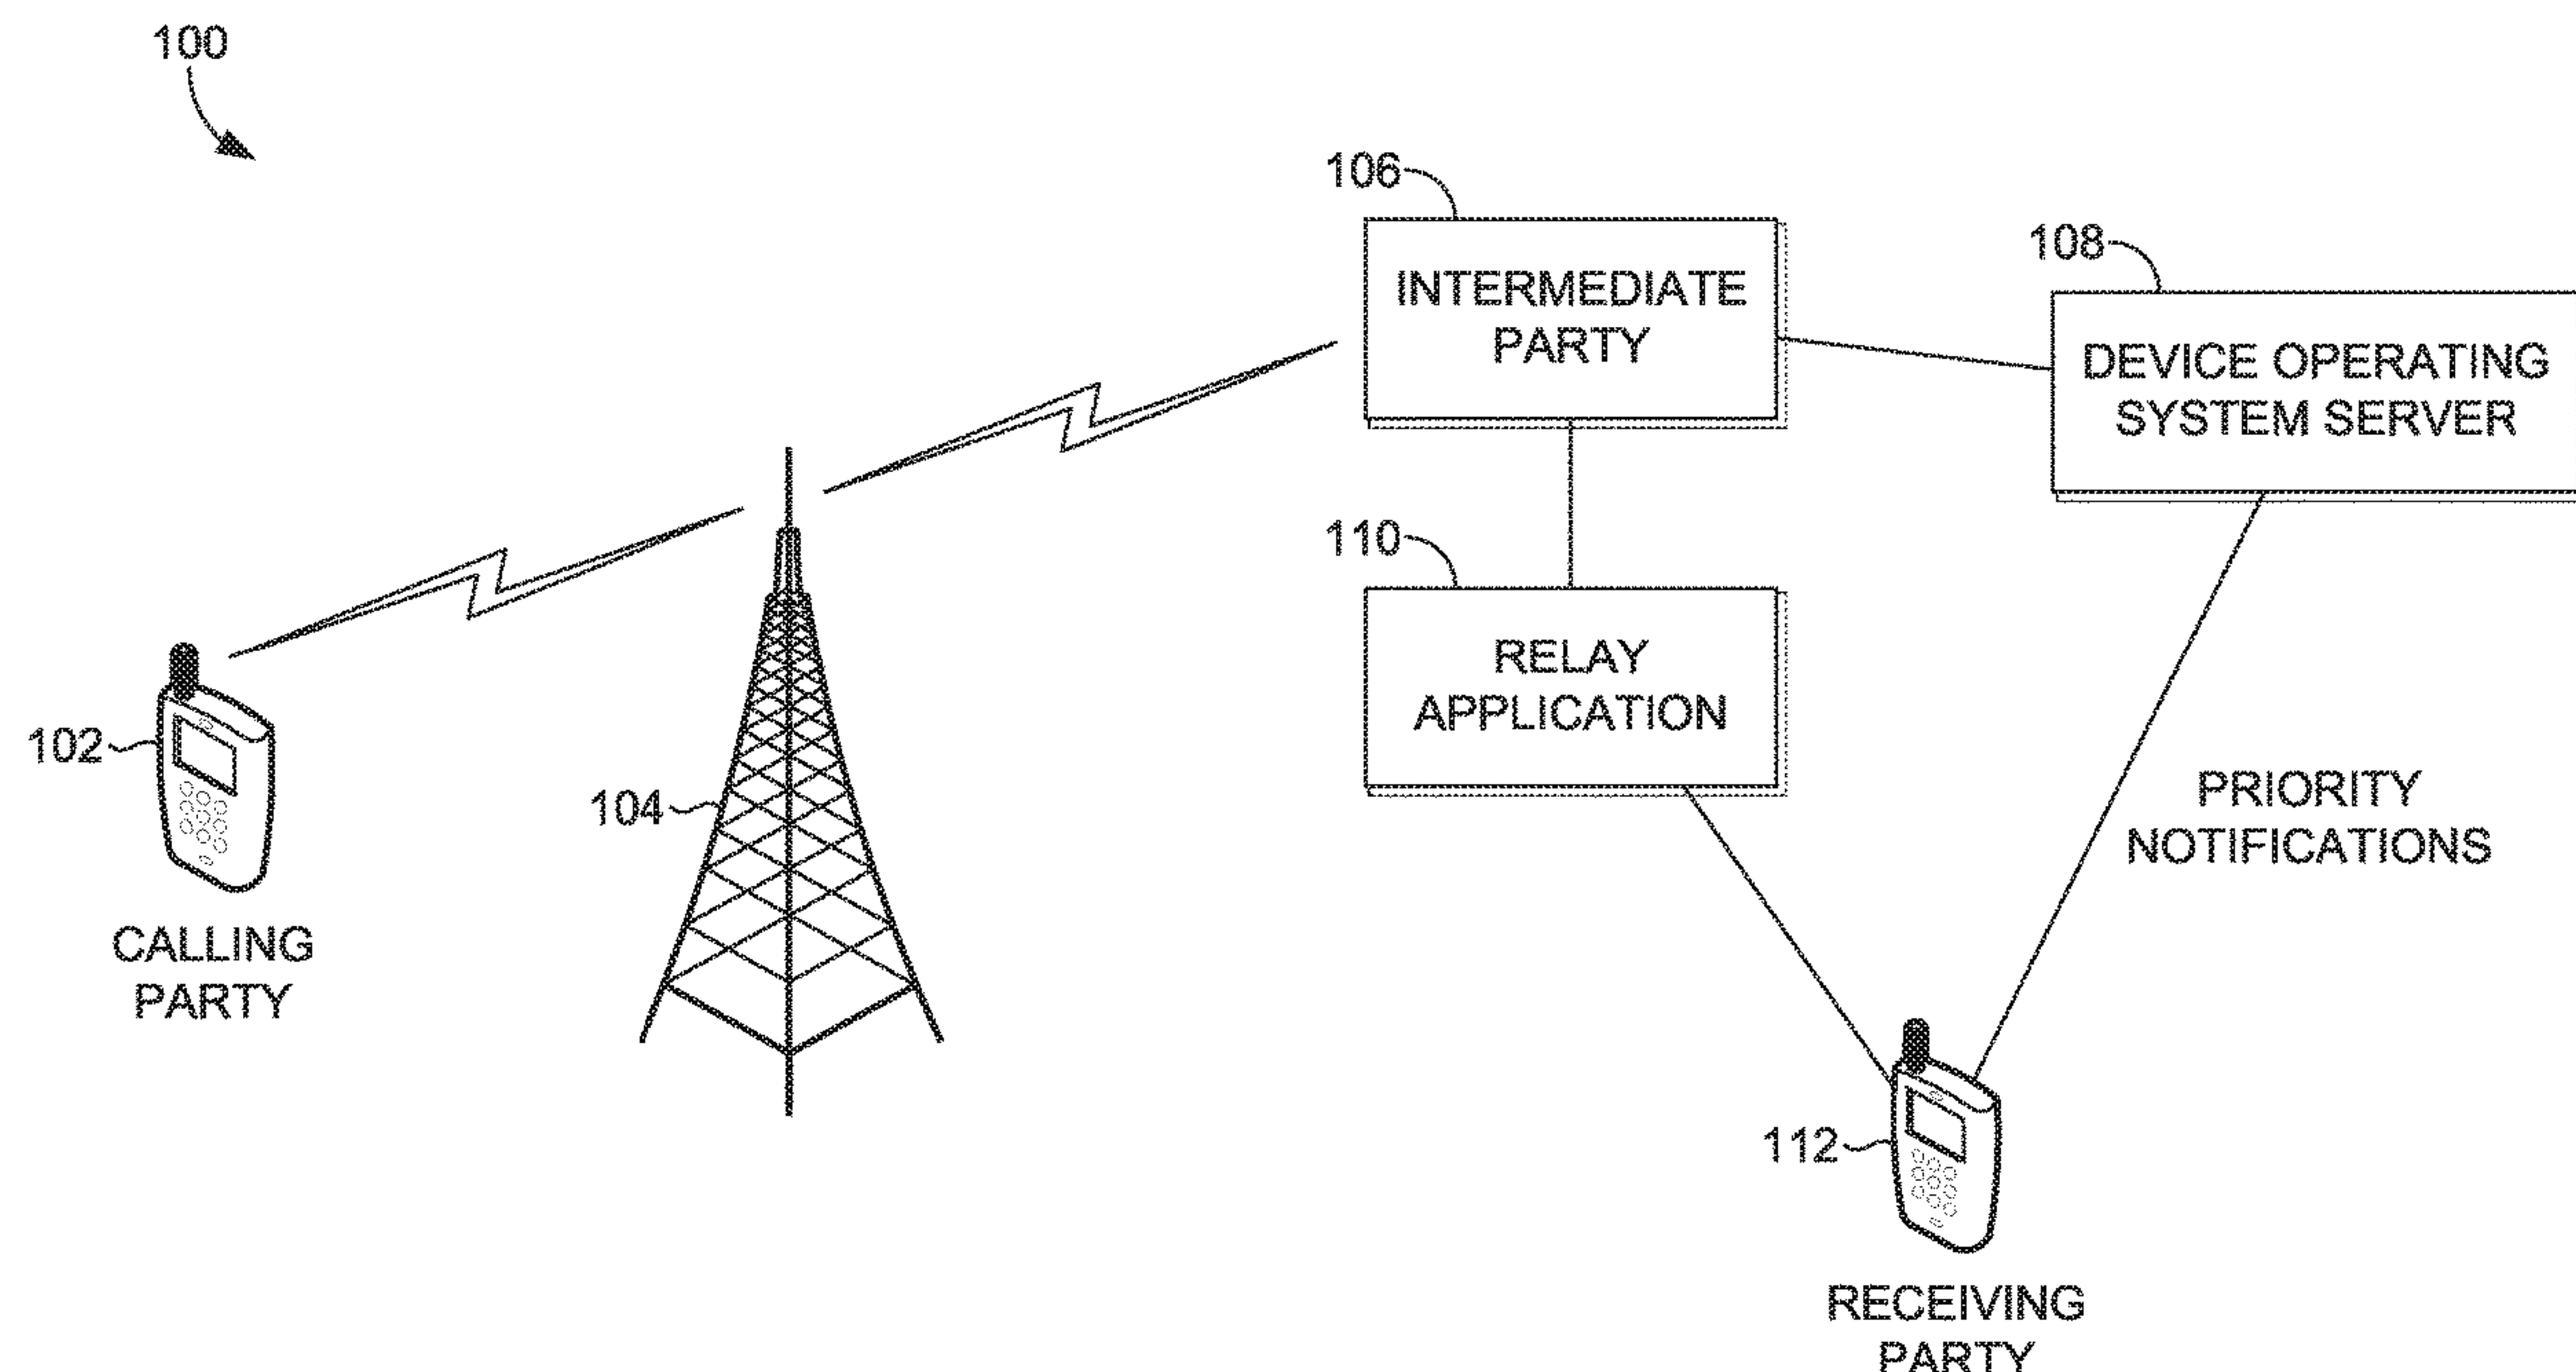 100
106
INTERMEDIATE
PARTY
108
DEVICE OPERATING
SYSTEM SERVER
110
RELAY
APPLICATION
102
CALLING
PARTY
104
PRIORITY
NOTIFICATIONS
112
RECEIVING
PARTY